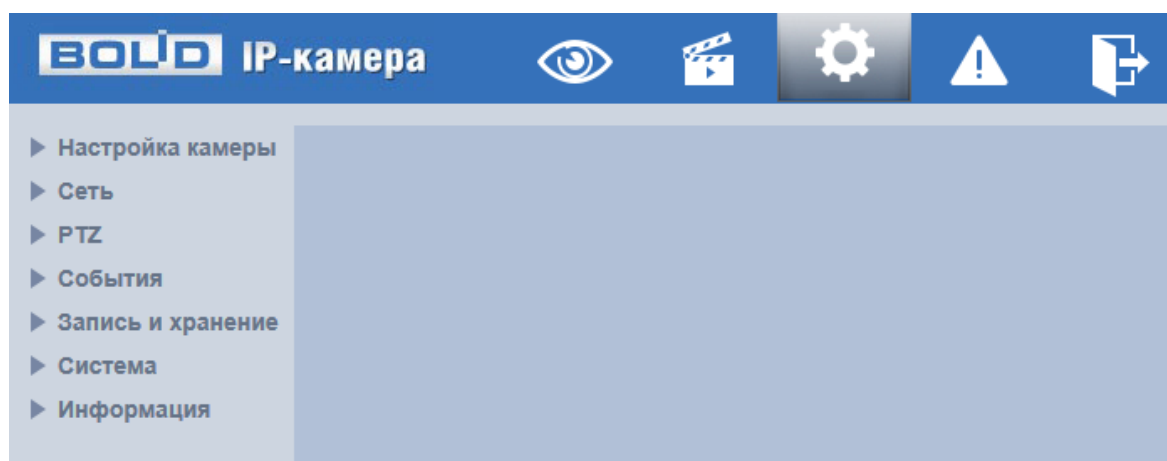 BOLID IP-камера
Настройка камеры
Сеть
PTZ
События
Запись и хранение
Система
Информация